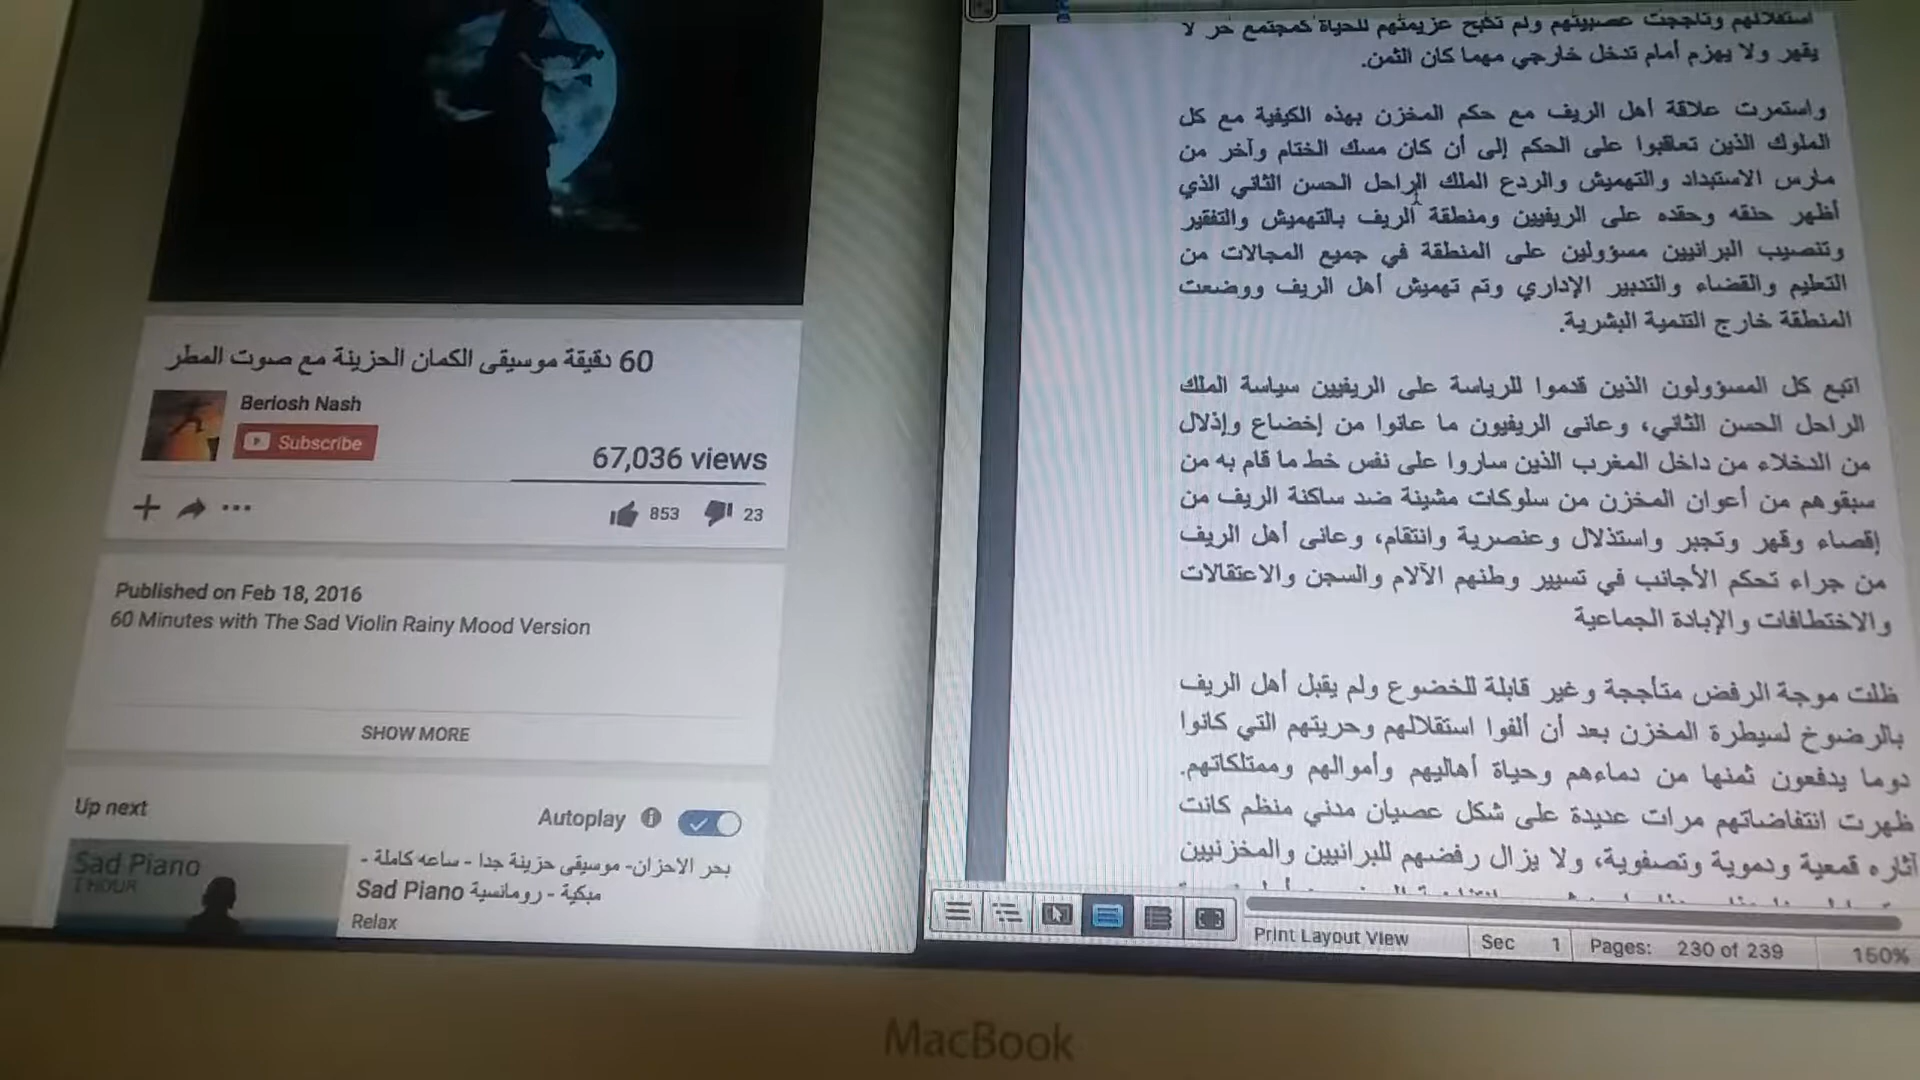 60 دقيقة موسيقى الكمان الحزينة مع صوت المطر
Beriosh Nash
Subscribe
67,036 views
853
23
Published on Feb 18, 2016
60 Minutes with The Sad Violin Rainy Mood Version
SHOW MORE
Up next
Autoplay
Sad Piano
1 HOUR
بحر الاحزان- موسيقى حزينة جدا - ساعه كاملة -
مبكية - رومانسية Sad Piano
Relax
استقلالهم وتأججت عصبيتهم ولم تكبح عزيمتهم للحياة كمجتمع حر لا
يقهر ولا يهزم أمام تدخل خارجي مهما كان الثمن.
واستمرت علاقة أهل الريف مع حكم المخزن بهذه الكيفية مع كل
الملوك الذين تعاقبوا على الحكم إلى أن كان مسك الختام وآخر من
مارس الاستبداد والتهميش والردع الملك الراحل الحسن الثاني الذي
أظهر حنقه وحقده على الريفيين ومنطقة الريف بالتهميش والتفقير
وتنصيب البرانيين مسؤولين على المنطقة في جميع المجالات من
التعليم والقضاء والتدبير الإداري وتم تهميش أهل الريف ووضعت
المنطقة خارج التنمية البشرية.
اتبع كل المسؤولون الذين قدموا للرياسة على الريفيين سياسة الملك
الراحل الحسن الثاني، وعانى الريفيون ما عانوا من إخضاع وإذلال
من الدخلاء من داخل المغرب الذين ساروا على نفس خط ما قام به من
سبقوهم من أعوان المخزن من سلوكات مشينة ضد ساكنة الريف من
إقصاء وقهر وتجبر واستذلال وعنصرية وانتقام، وعانى أهل الريف
من جراء تحكم الأجانب في تسيير وطنهم الآلام والسجن والاعتقالات
والاختطافات والإبادة الجماعية
ظلت موجة الرفض متأججة وغير قابلة للخضوع ولم يقبل أهل الريف
بالرضوخ لسيطرة المخزن بعد أن ألفوا استقلالهم وحريتهم التي كانوا
دوما يدفعون ثمنها من دماءهم وحياة أهاليهم وأموالهم وممتلكاتهم.
ظهرت انتفاضاتهم مرات عديدة على شكل عصيان مدني منظم كانت
آثاره قمعية ودموية وتصفوية، ولا يزال رفضهم للبرانيين والمخزنيين
Print Layout View
Sec 1
Pages: 230 of 239
150%
MacBook